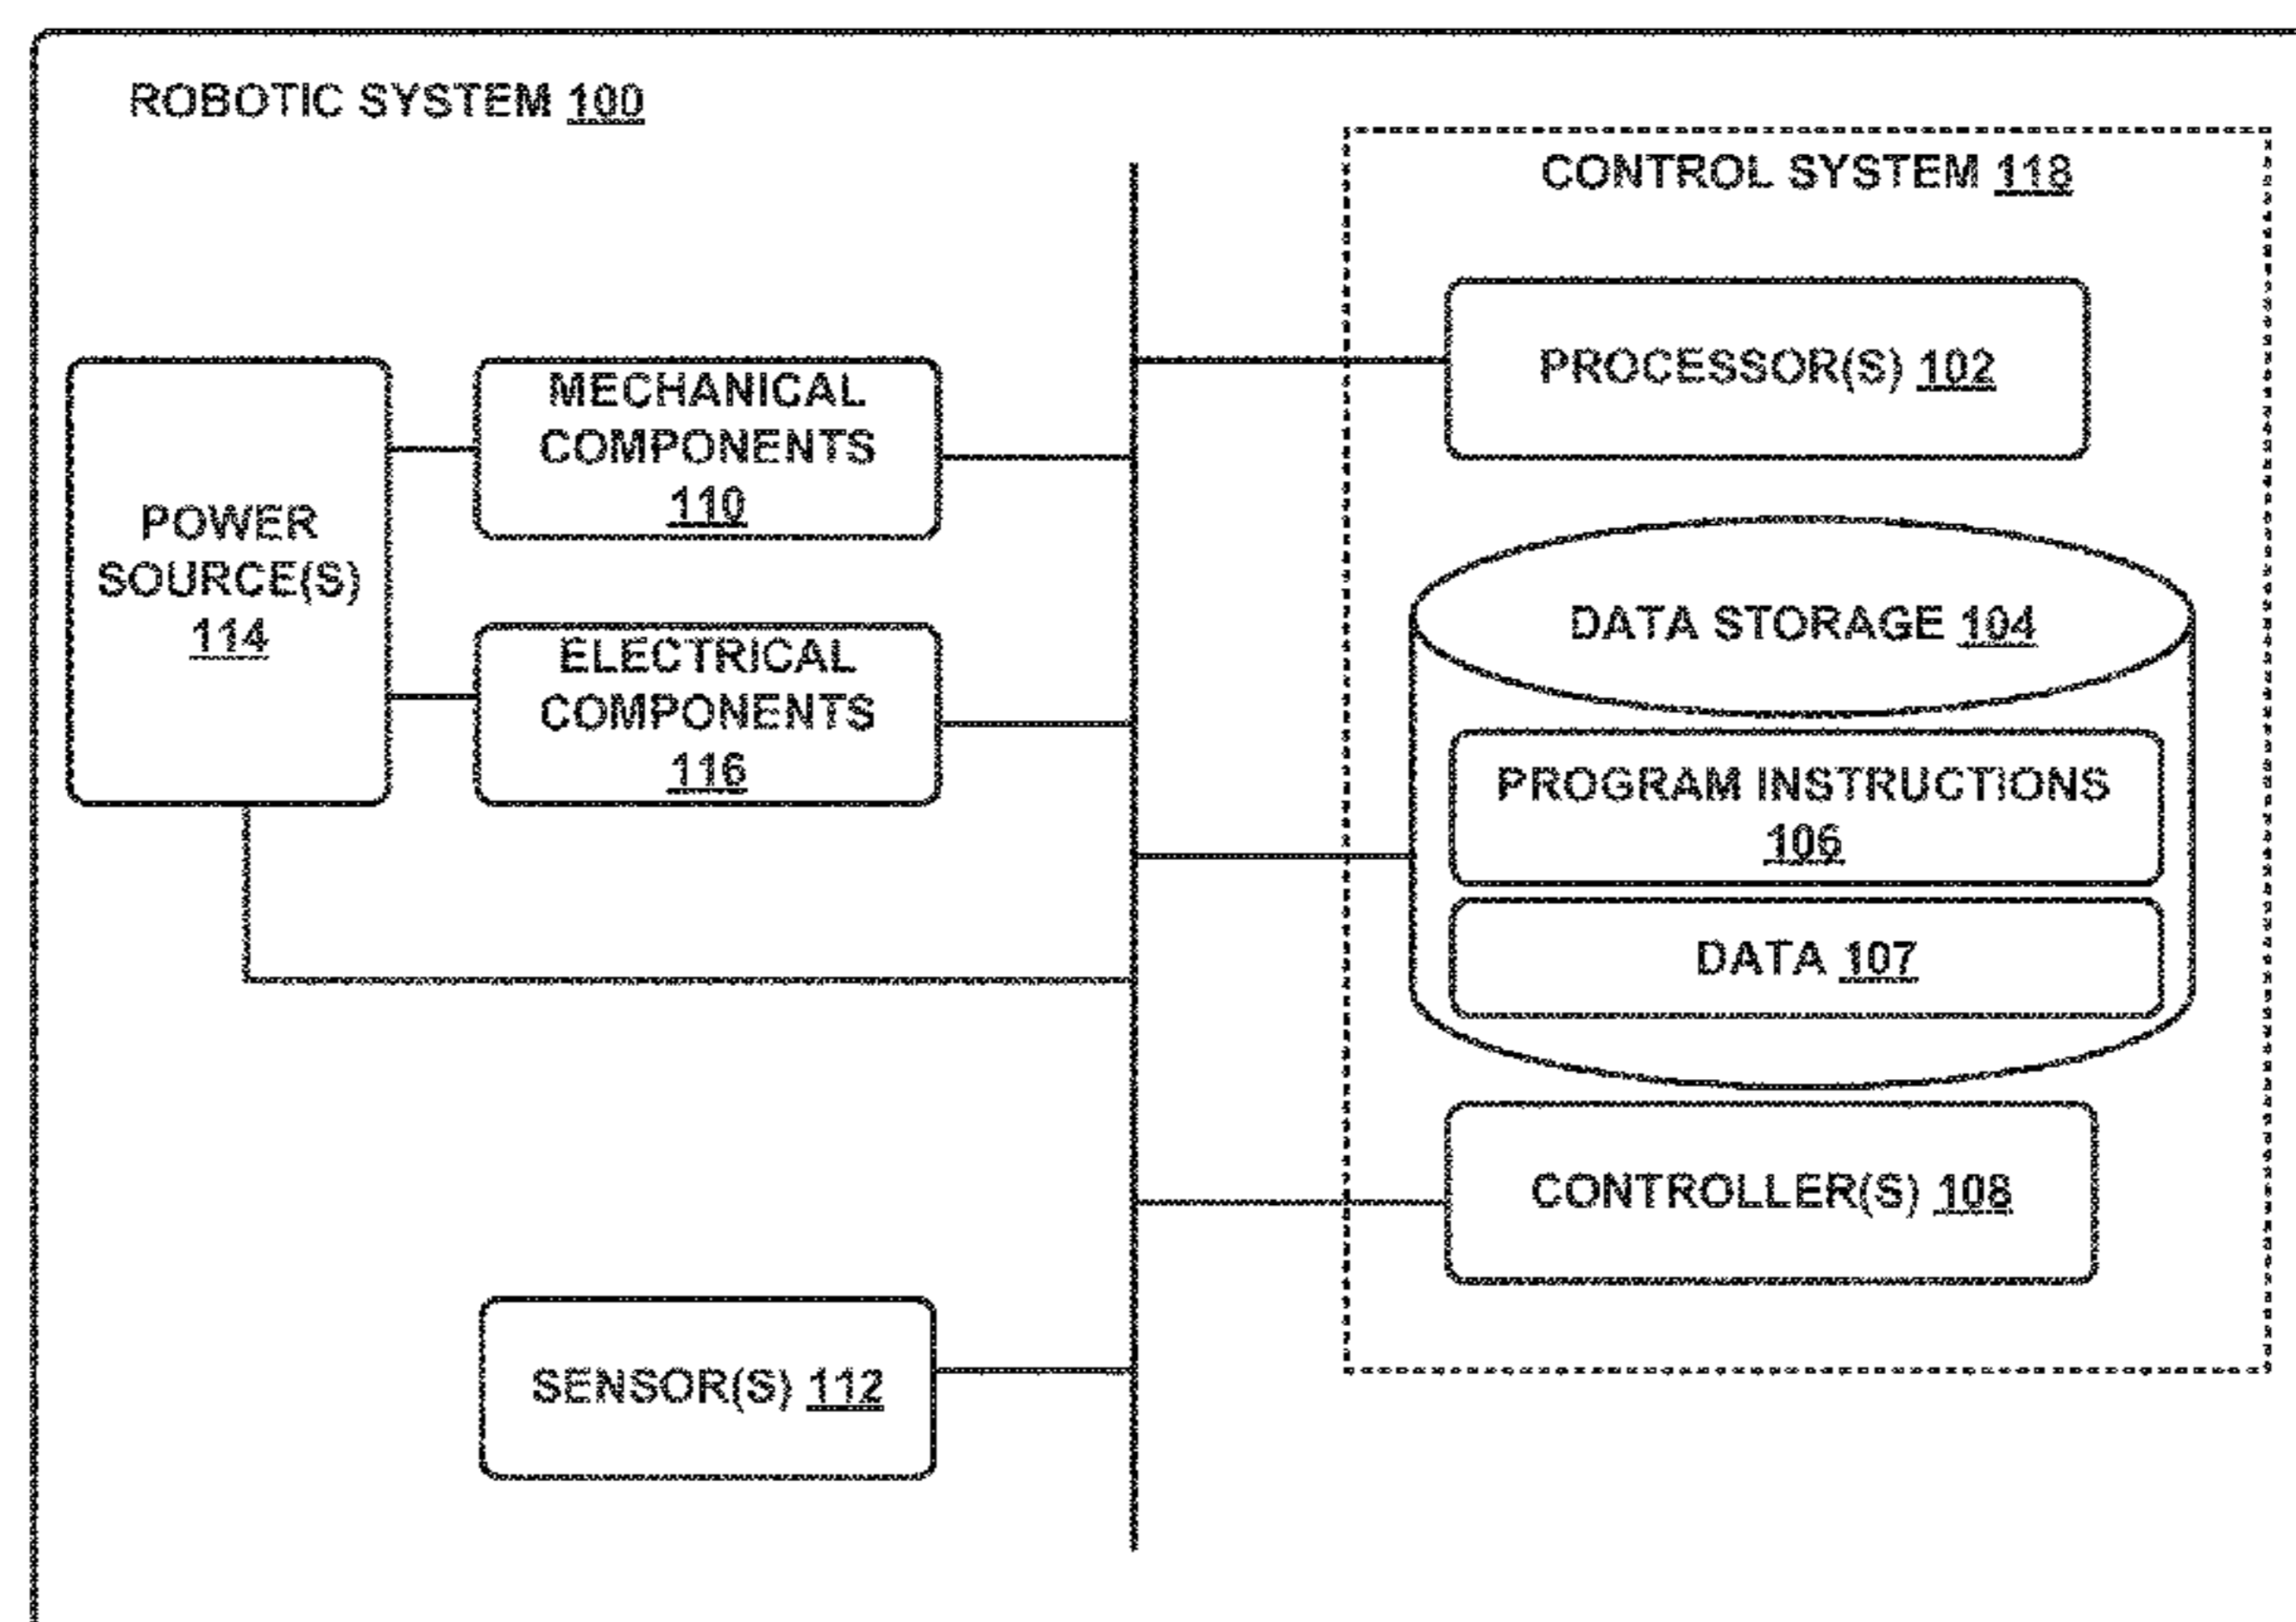 ROBOTIC SYSTEM 100
CONTROL SYSTEM 118
PROCESSOR(S) 102
MECHANICAL
COMPONENTS
110
POWER
SOURCE(S)
114
ELECTRICAL
COMPONENTS
116
DATA STORAGE 104
PROGRAM INSTRUCTIONS
106
DATA 107
CONTROLLER(S) 108
SENSOR(S) 112